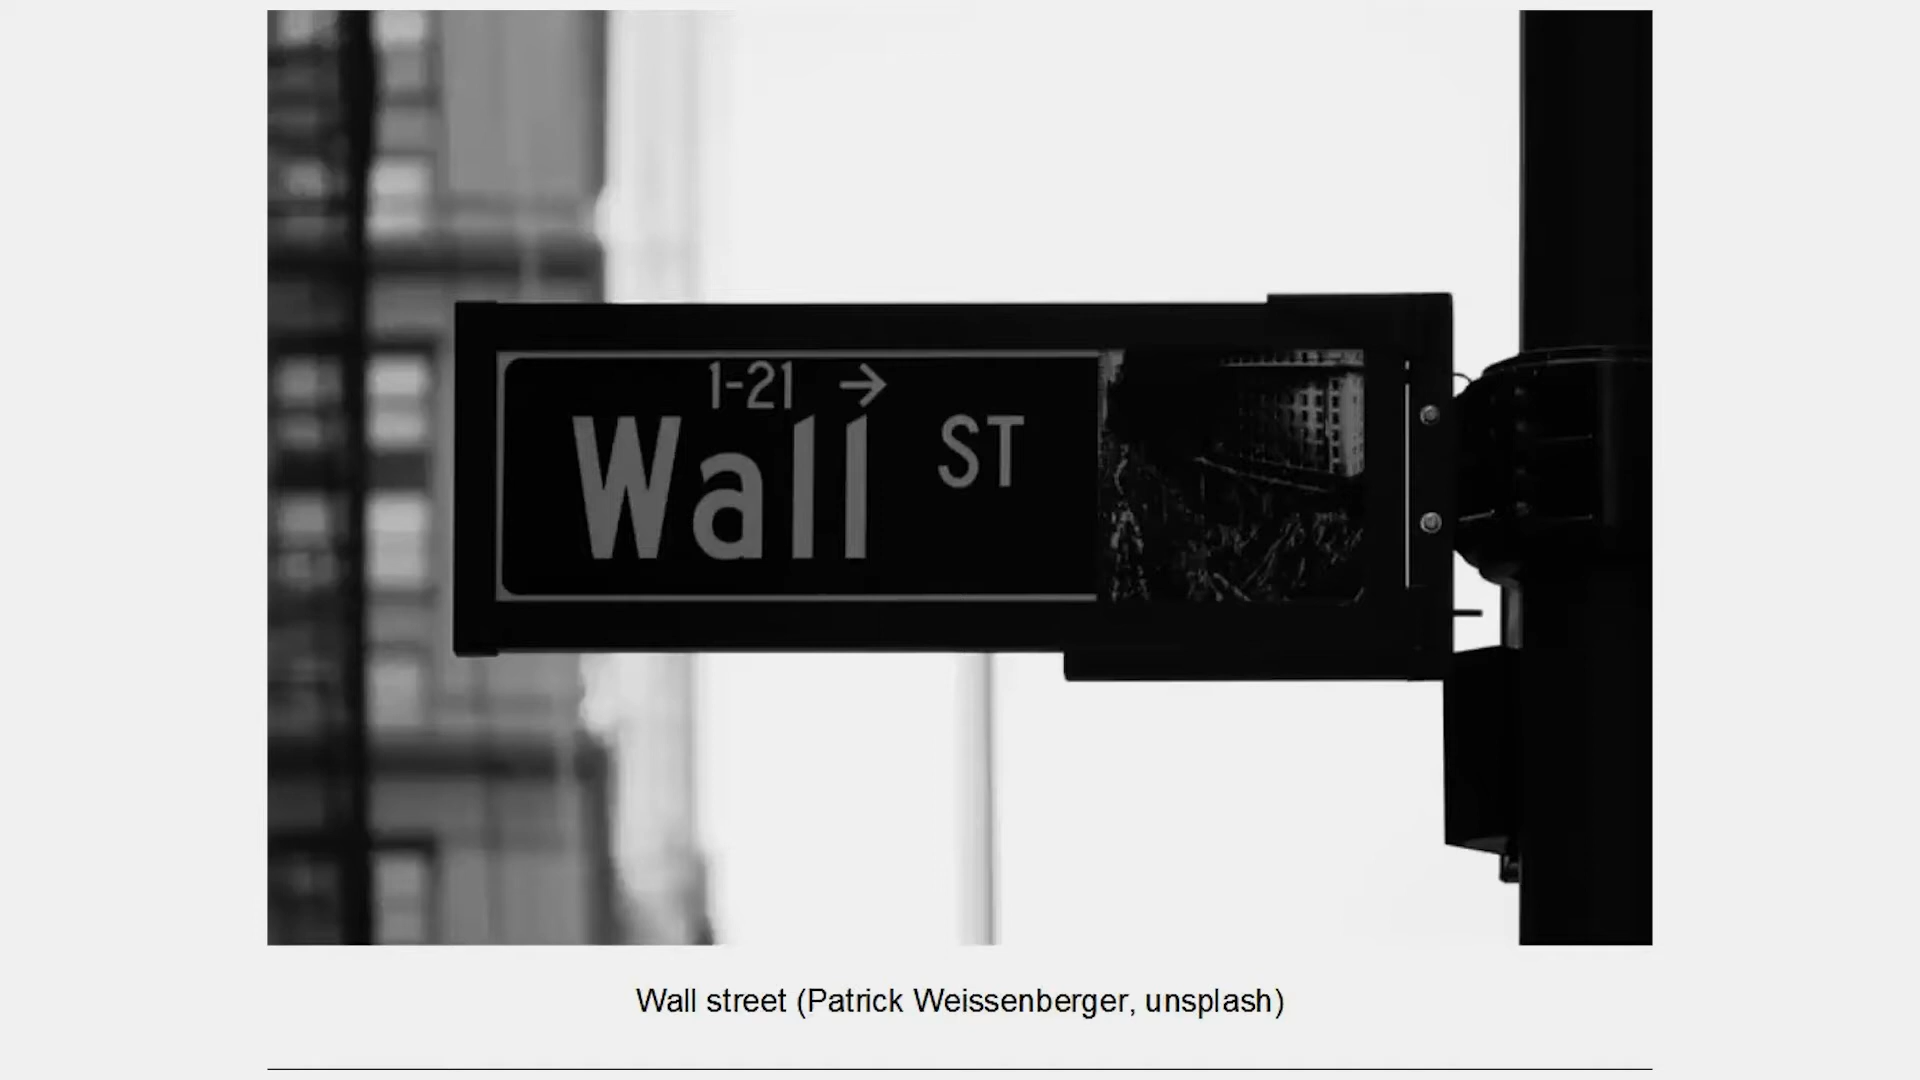 1-21 →
Wall ST
Wall street (Patrick Weissenberger, unsplash)